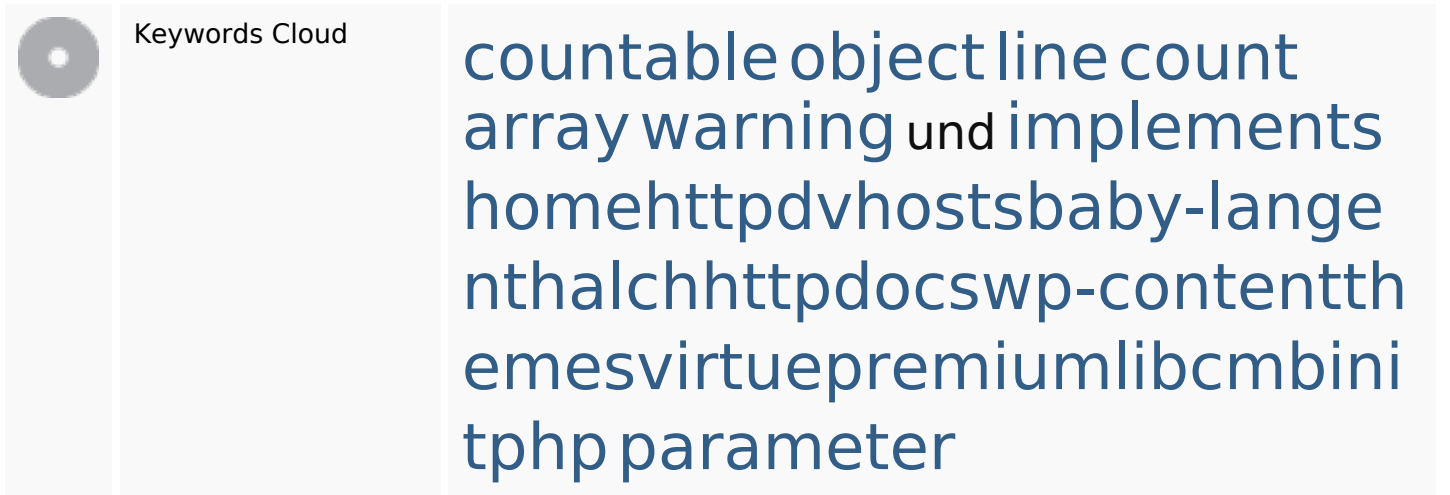 Keywords Cloud
countable object line count
array warning und implements
homehttpdvhostsbaby-lange
nthalchhttpdocswp-contentth
emesvirtuepremiumlibcmbini
tphp parameter